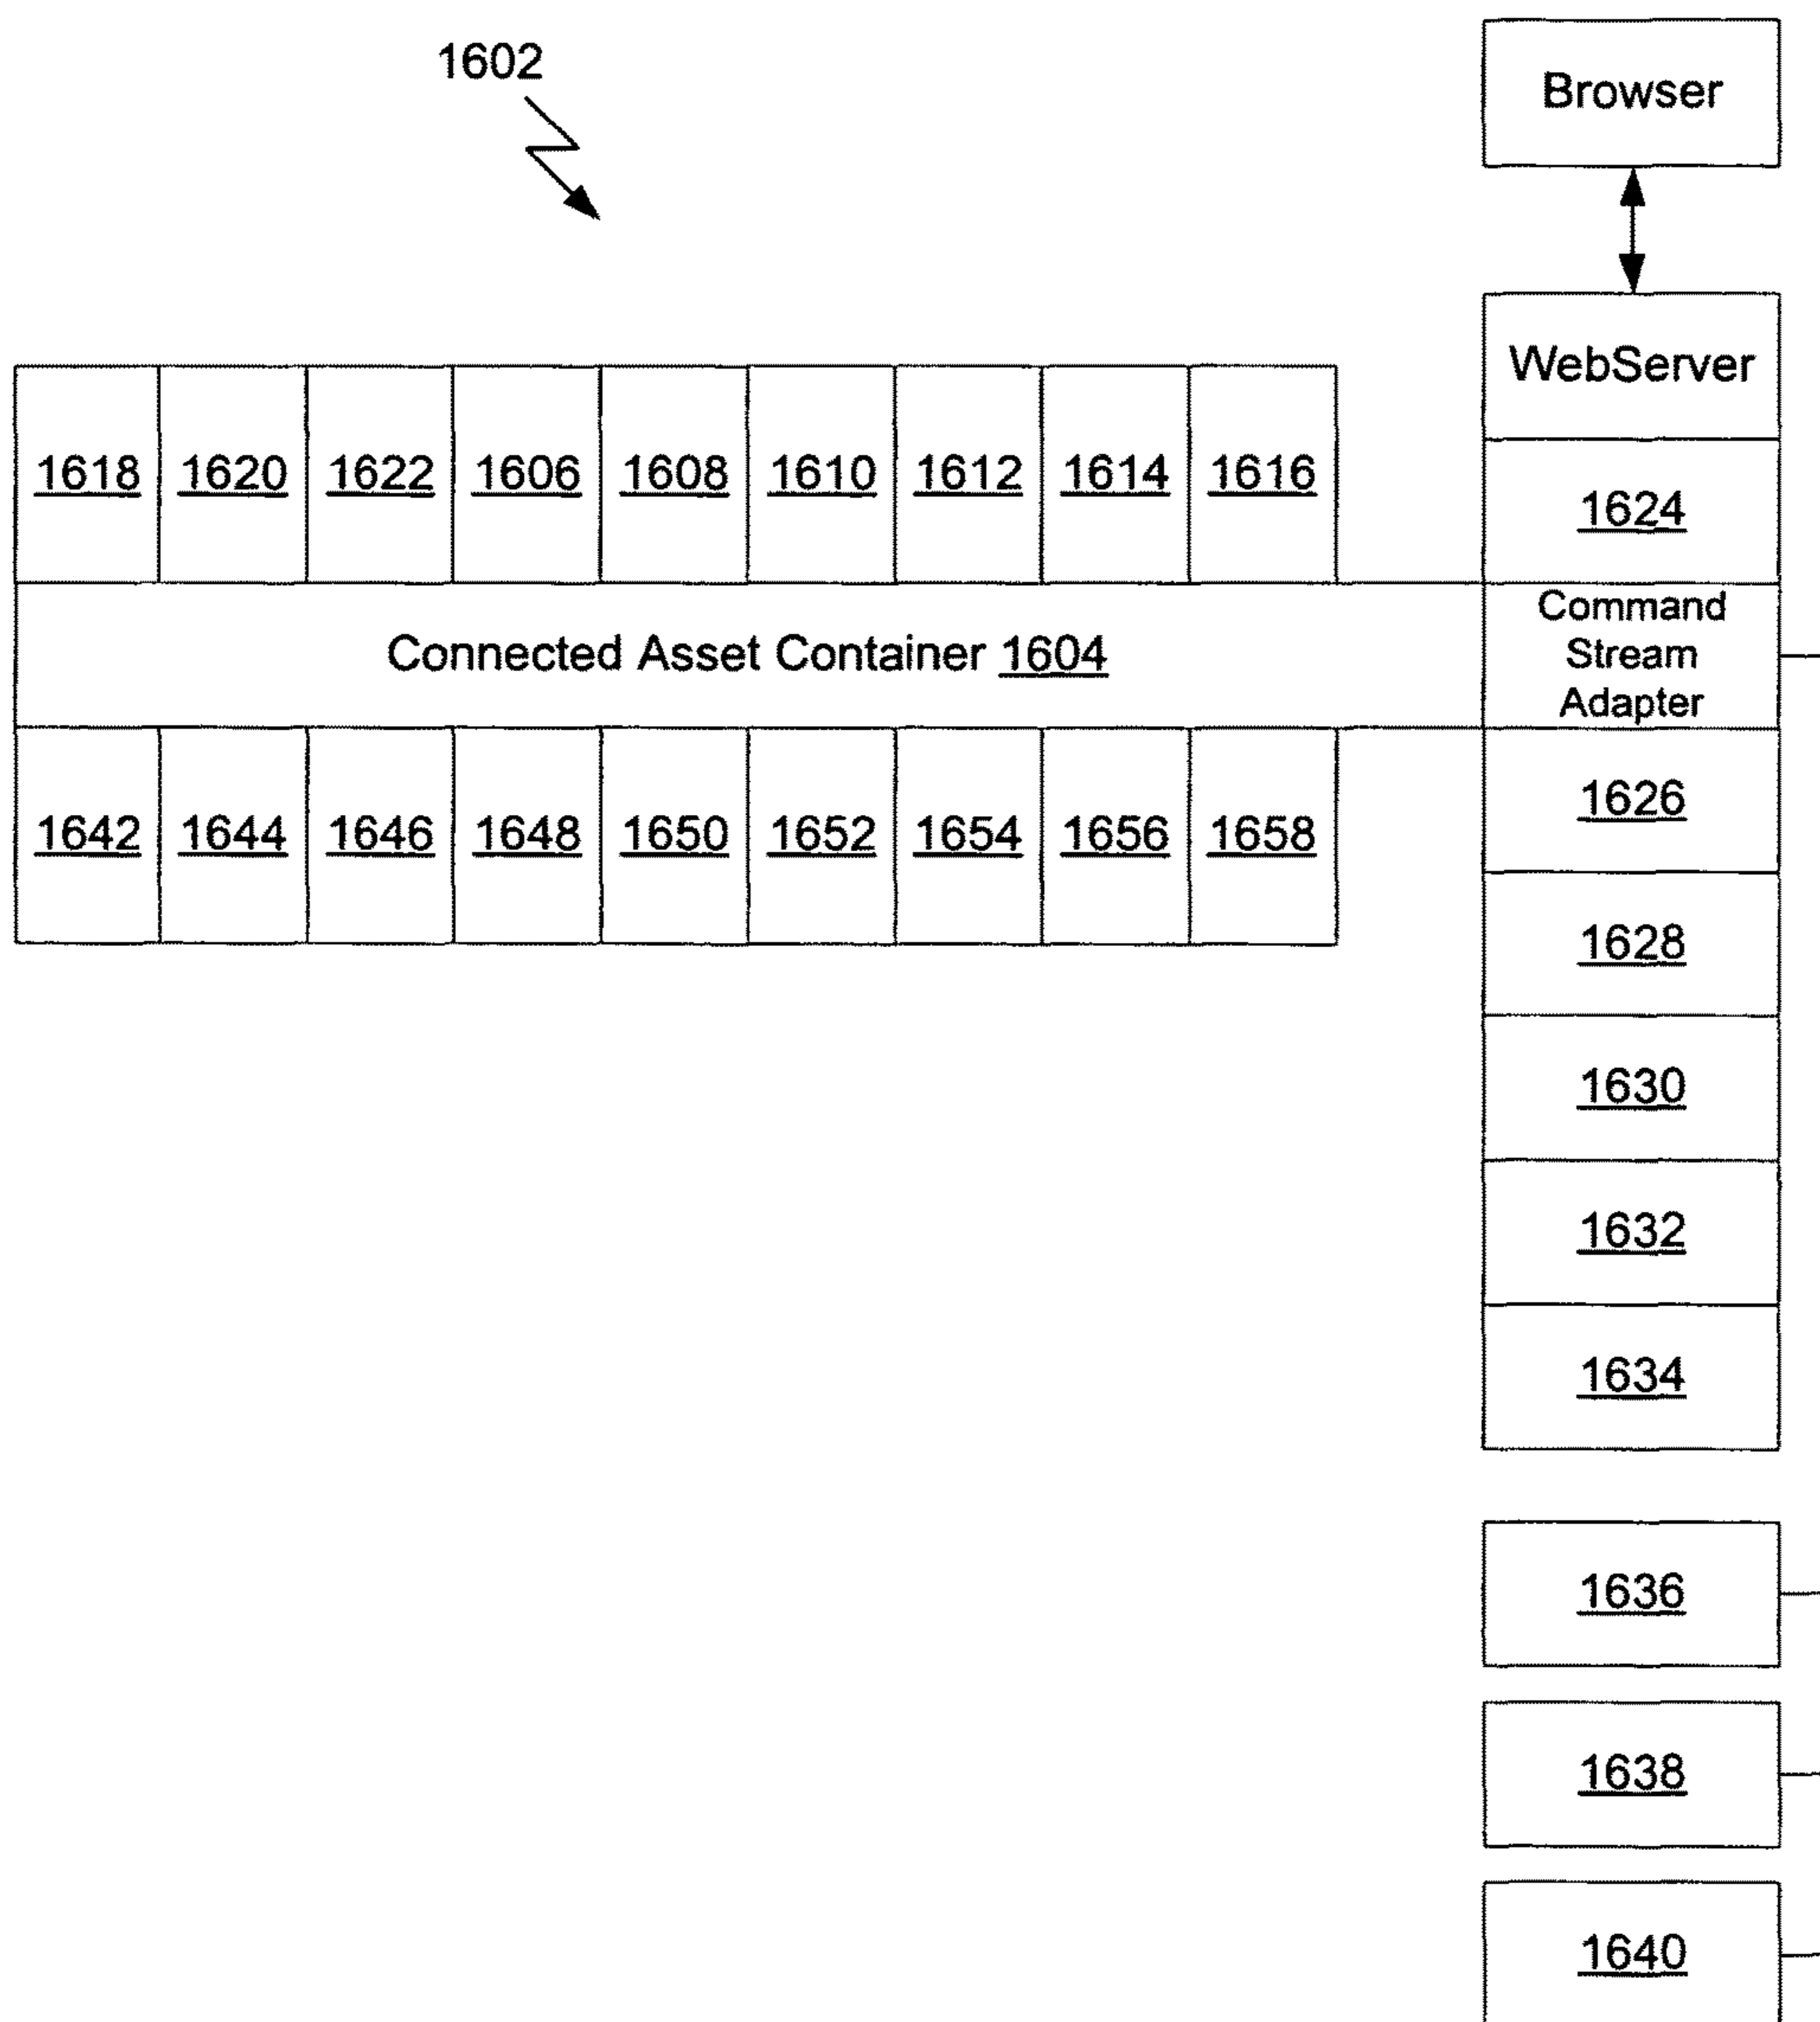 1602
Browser
WebServer
1618 1620 1622 1606 1608 1610 1612 1614 1616
1624
Connected Asset Container 1604
Command
Stream
Adapter
1642 1644 1646 1648 1650 1652 1654 1656 1658
1626
1628
1630
1632
1634
1636
1638
1640